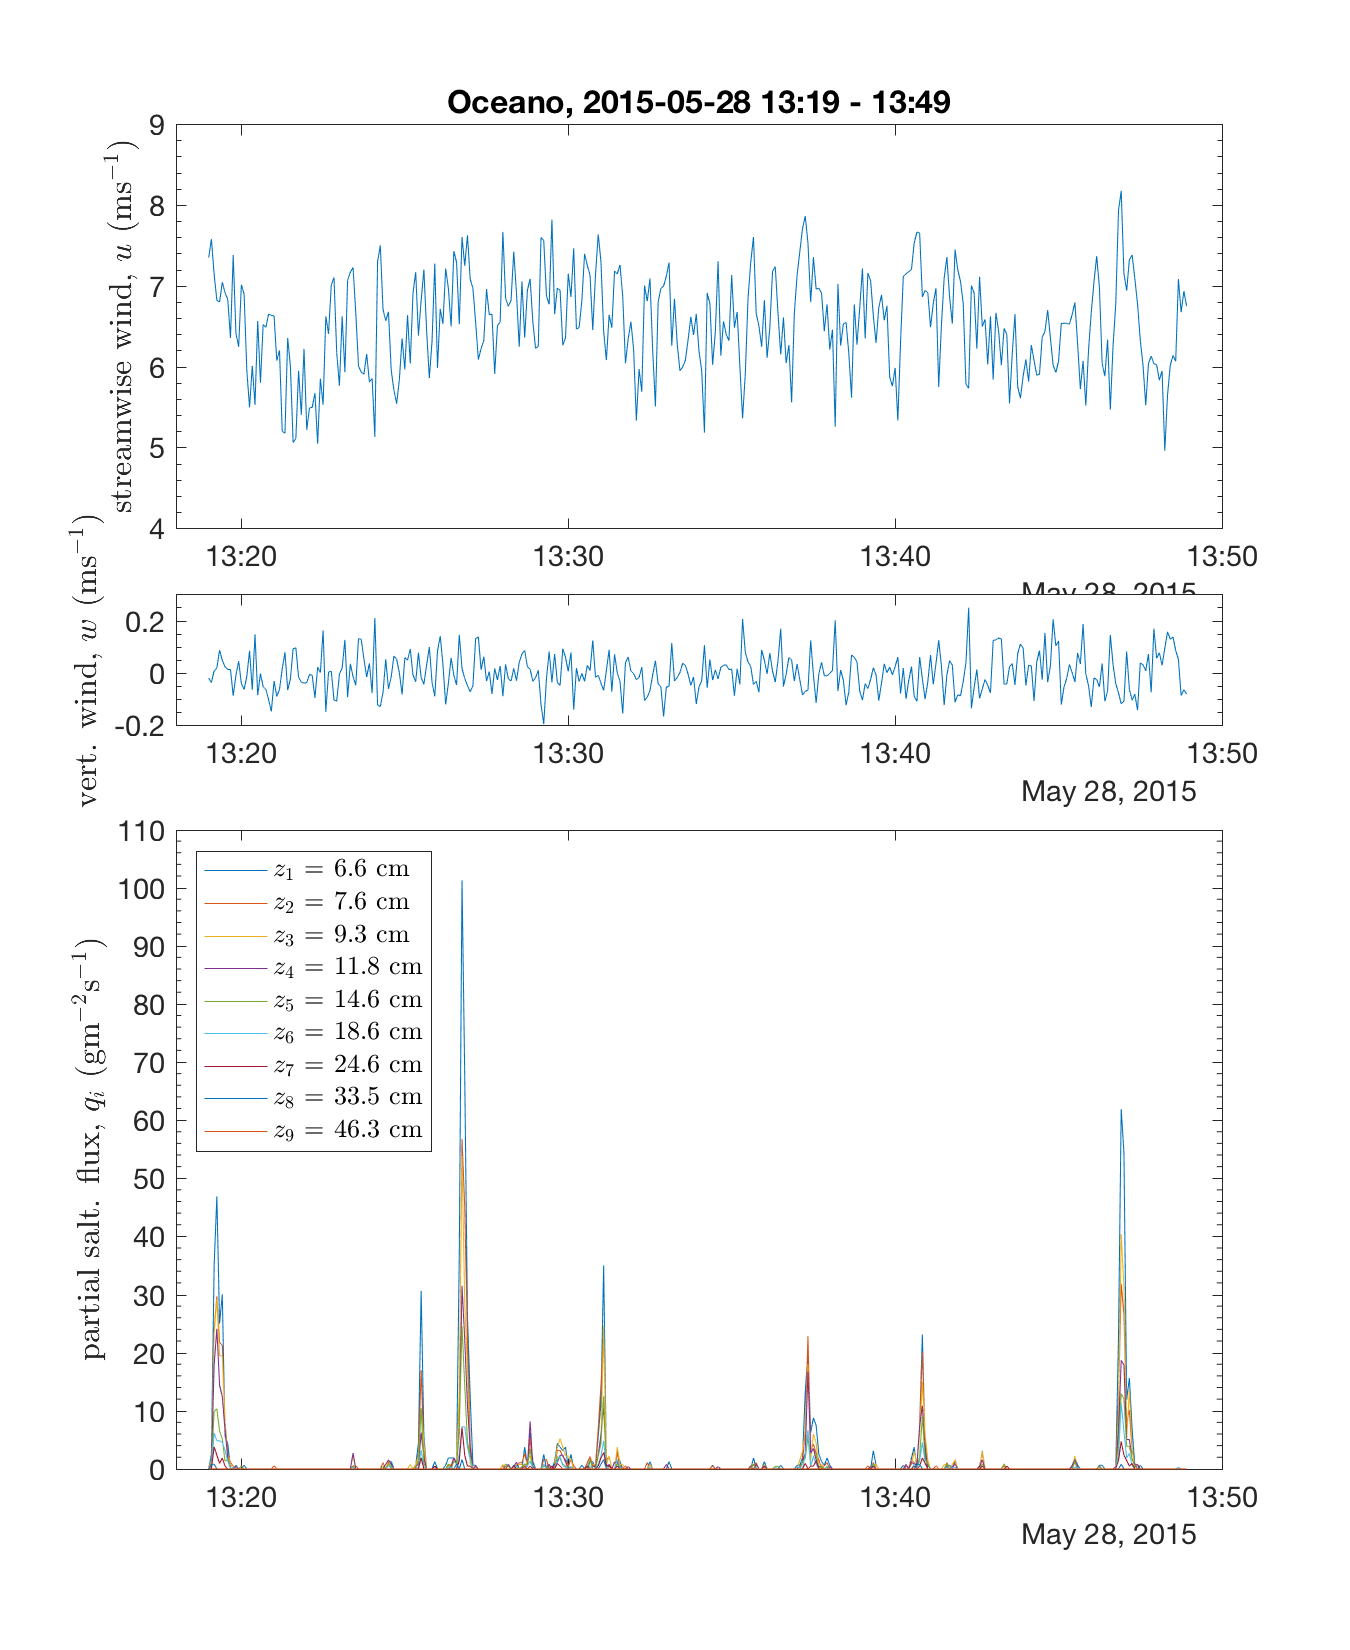 Oceano, 2015-05-28 13:19 - 13:49
streamwise wind, u (ms⁻¹)
9
8
7
6
5
4
13:20 13:30 13:40 13:50
May 28, 2015
vert. wind, w (ms⁻¹)
0.2
0
-0.2
13:20 13:30 13:40 13:50
May 28, 2015
partial salt. flux, qᵢ (gm⁻²s⁻¹)
110
100
90
80
70
60
50
40
30
20
10
0
z₁ = 6.6 cm
z₂ = 7.6 cm
z₃ = 9.3 cm
z₄ = 11.8 cm
z₅ = 14.6 cm
z₆ = 18.6 cm
z₇ = 24.6 cm
z₈ = 33.5 cm
z₉ = 46.3 cm
13:20 13:30 13:40 13:50
May 28, 2015